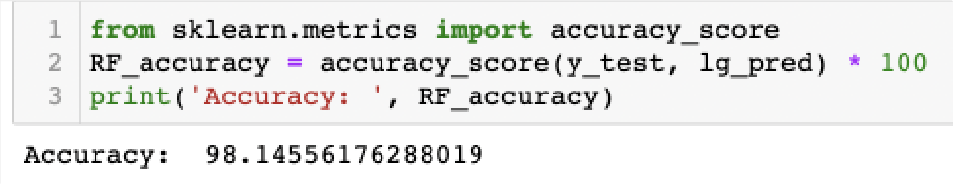 1 from sklearn.metrics import accuracy_score
2 RF_accuracy = accuracy_score(y_test, lg_pred) * 100
3 print('Accuracy: ', RF_accuracy)
Accuracy:  98.14556176288019